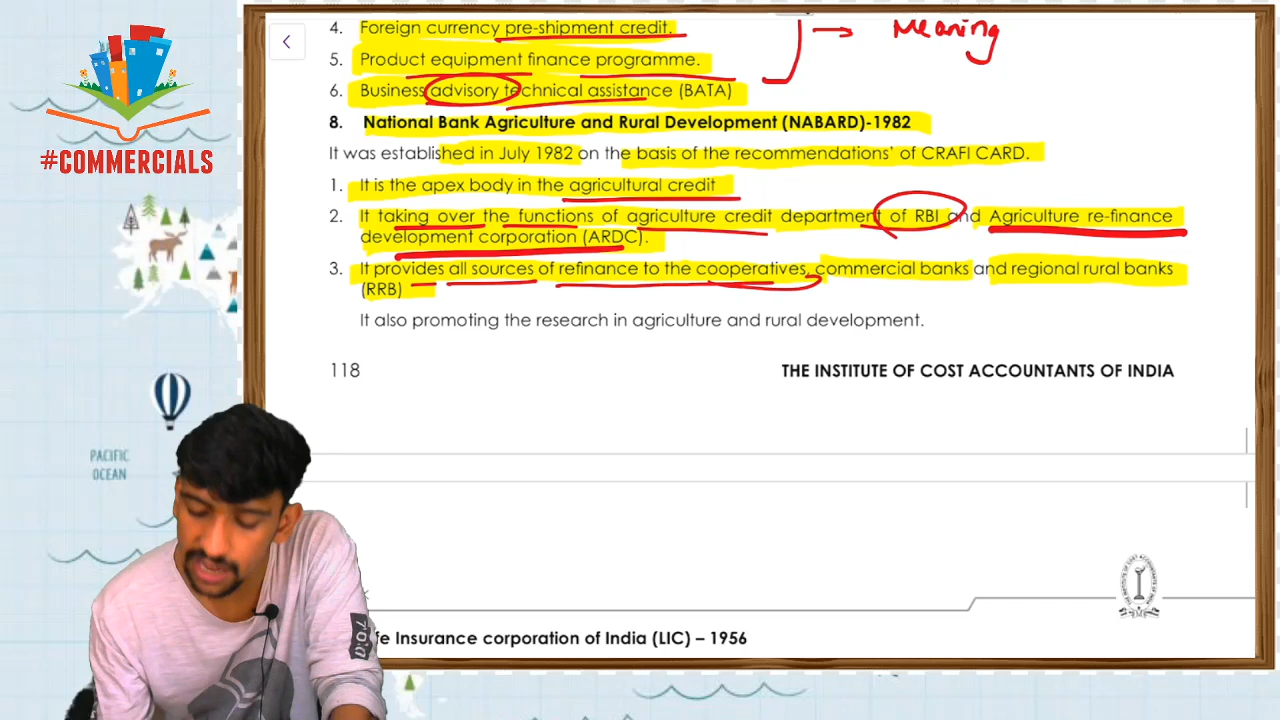 4. Foreign currency pre-shipment credit.
Meaning
5. Product equipment finance programme.
6. Business advisory technical assistance (BATA)
#COMMERCIALS
8. National Bank Agriculture and Rural Development (NABARD)-1982
It was established in July 1982 on the basis of the recommendations' of CRAFI CARD.
1. It is the apex body in the agricultural credit
2. It taking over the functions of agriculture credit department of RBI and Agriculture re-finance
development corporation (ARDC).
3. It provides all sources of refinance to the cooperatives, commercial banks and regional rural banks
(RRB)
It also promoting the research in agriculture and rural development.
118 THE INSTITUTE OF COST ACCOUNTANTS OF INDIA
PACIFIC
OCEAN
fe Insurance corporation of India (LIC) – 1956